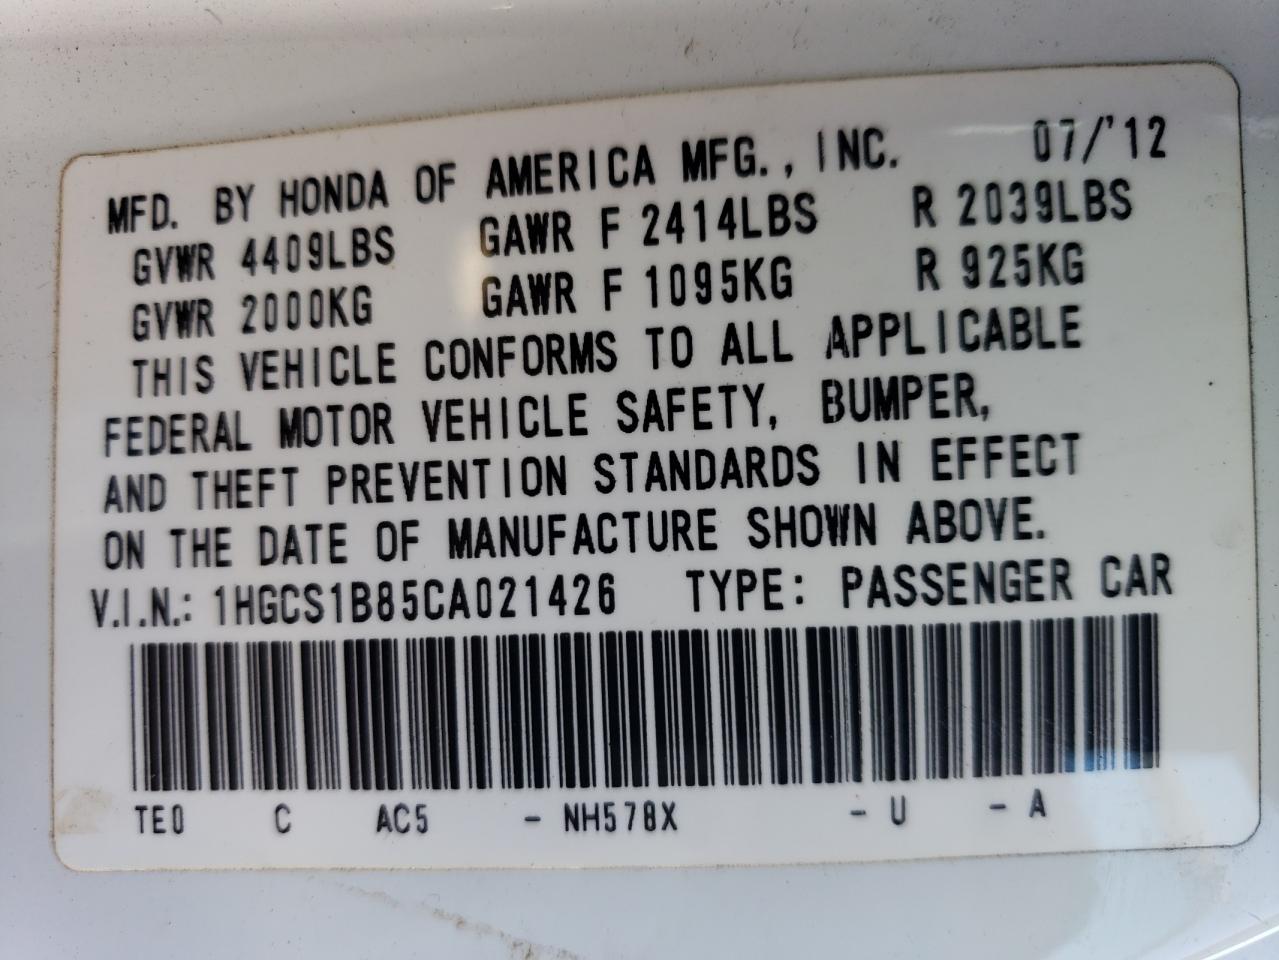 MFD. BY HONDA OF AMERICA MFG., INC. 07/'12
GVWR 4409LBS GAWR F 2414LBS R 2039LBS
GVWR 2000KG GAWR F 1095KG R 925KG
THIS VEHICLE CONFORMS TO ALL APPLICABLE
FEDERAL MOTOR VEHICLE SAFETY, BUMPER,
AND THEFT PREVENTION STANDARDS IN EFFECT
ON THE DATE OF MANUFACTURE SHOWN ABOVE.
V.I.N.: 1HGCS1B85CA021426 TYPE: PASSENGER CAR
TE0 C AC5 - NH578X - U - A